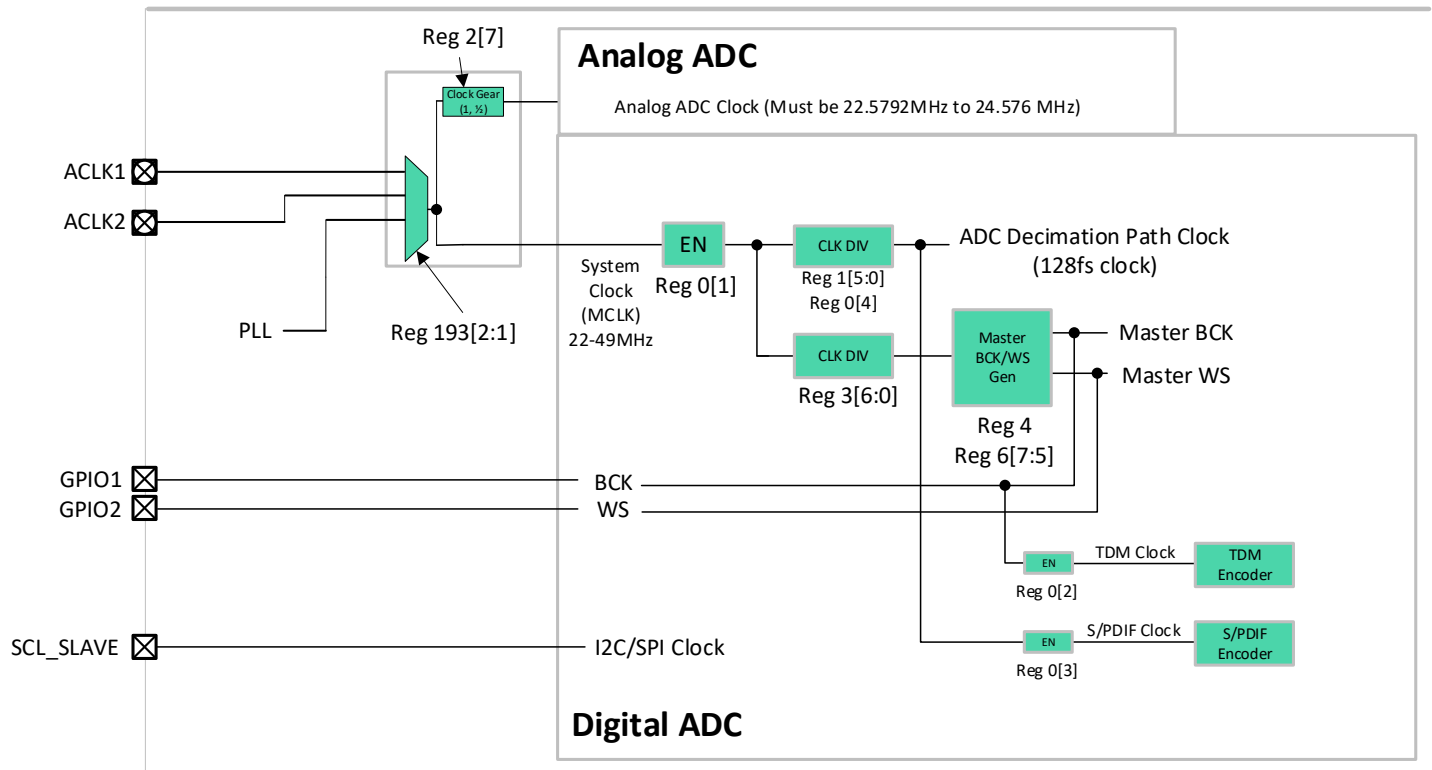 Reg 2[7]
Analog ADC
Clock Gear
(1, ½)
Analog ADC Clock (Must be 22.5792MHz to 24.576 MHz)
ACLK1
ACLK2
PLL
Reg 193[2:1]
System
Clock
(MCLK)
22-49MHz
EN
Reg 0[1]
CLK DIV
Reg 1[5:0]
Reg 0[4]
ADC Decimation Path Clock
(128fs clock)
CLK DIV
Reg 3[6:0]
Master
BCK/WS
Gen
Reg 4
Reg 6[7:5]
Master BCK
Master WS
GPIO1
BCK
GPIO2
WS
EN
Reg 0[2]
TDM Clock
TDM
Encoder
EN
Reg 0[3]
S/PDIF Clock
S/PDIF
Encoder
SCL_SLAVE
I2C/SPI Clock
Digital ADC